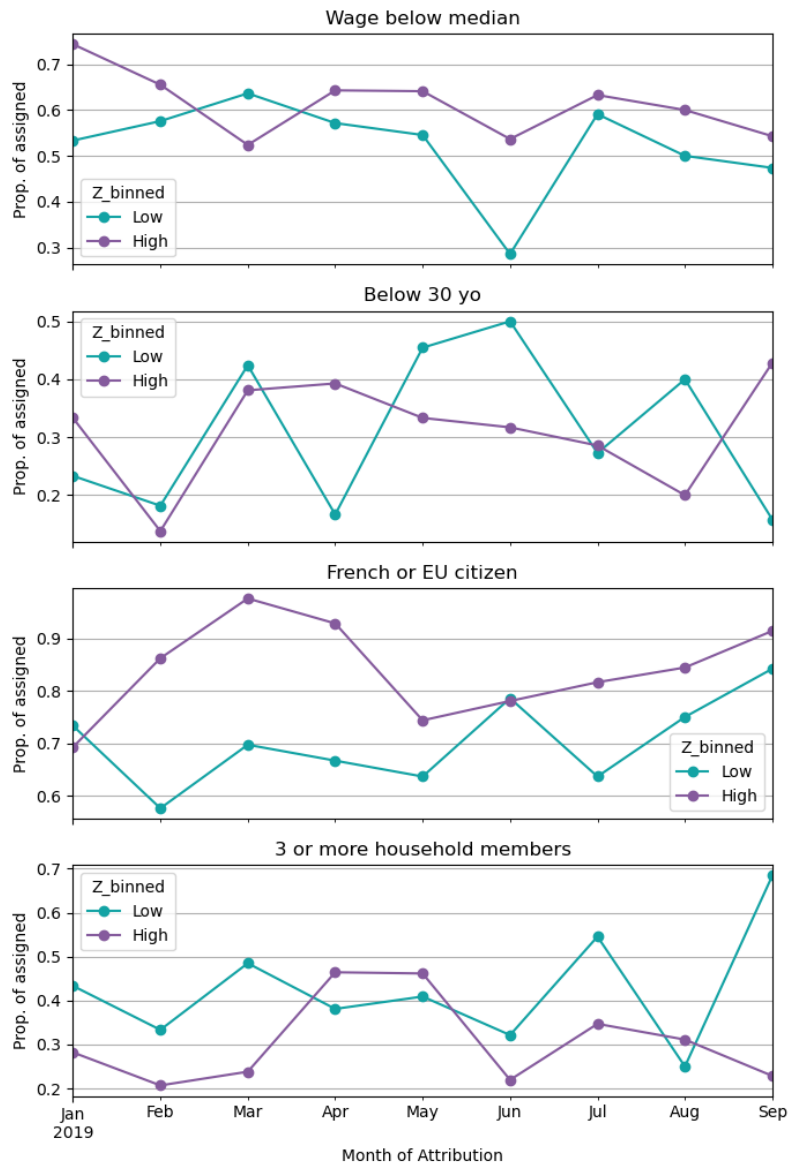 Wage below median
0.7
0.6
0.5
0.4
0.3
Prop. of assigned
Z_binned
Low
High
Below 30 yo
0.5
0.4
0.3
0.2
Prop. of assigned
Z_binned
Low
High
French or EU citizen
0.9
0.8
0.7
0.6
Prop. of assigned
Z_binned
Low
High
3 or more household members
0.7
0.6
0.5
0.4
0.3
0.2
Prop. of assigned
Z_binned
Low
High
Jan Feb Mar Apr May Jun Jul Aug Sep
2019
Month of Attribution